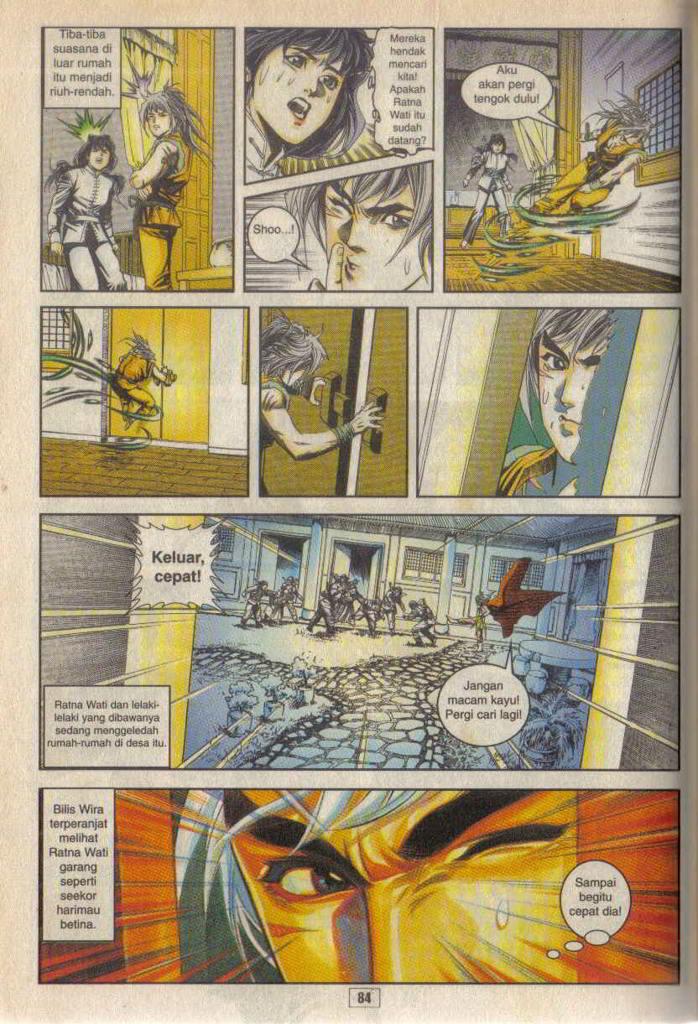 Tiba-tiba
suasana di
luar rumah
itu menjadi
riuh-rendah.
Mereka
hendak
mencari
kita!
Apakah
Ratna
Wati itu
sudah
datang?
Shoo...!
Aku
akan pergi
tengok dulu!
Keluar,
cepat!
Jangan
macam kayu!
Pergi cari lagi!
Ratna Wati dan lelaki-
lelaki yang dibawanya
sedang menggeledah
rumah-rumah di desa itu.
Bilis Wira
terperanjat
melihat
Ratna Wati
garang
seperti
seekor
harimau
betina.
Sampai
begitu
cepat dia!
84